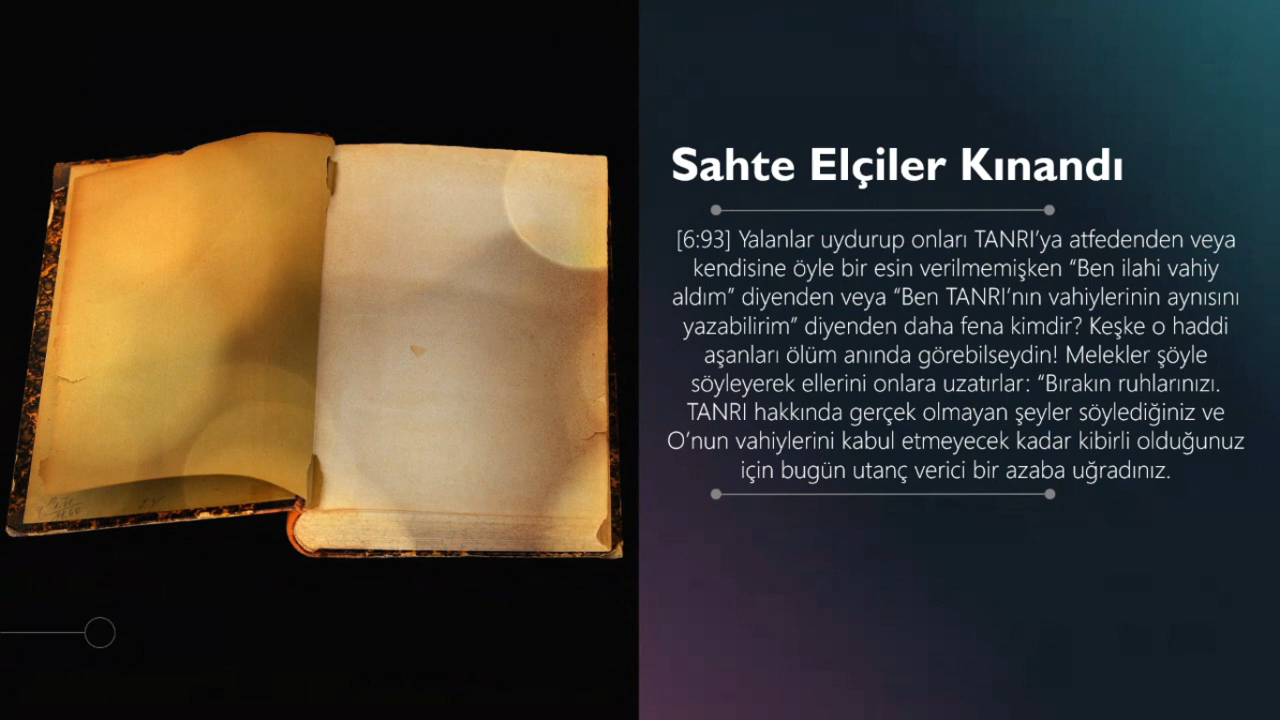 Sahte Elçiler Kınandı
[6:93] Yalanlar uydurup onları TANRI’ya atfedenden veya
kendisine öyle bir esin verilmemişken “Ben ilahi vahiy
aldım” diyenden veya “Ben TANRI’nın vahiylerinin aynısını
yazabilirim” diyenden daha fena kimdir? Keşke o haddi
aşanları ölüm anında görebilseydin! Melekler şöyle
söyleyerek ellerini onlara uzatırlar: “Bırakın ruhlarınızı.
TANRI hakkında gerçek olmayan şeyler söylediğiniz ve
O’nun vahiylerini kabul etmeyecek kadar kibirli olduğunuz
için bugün utanç verici bir azaba uğradınız.